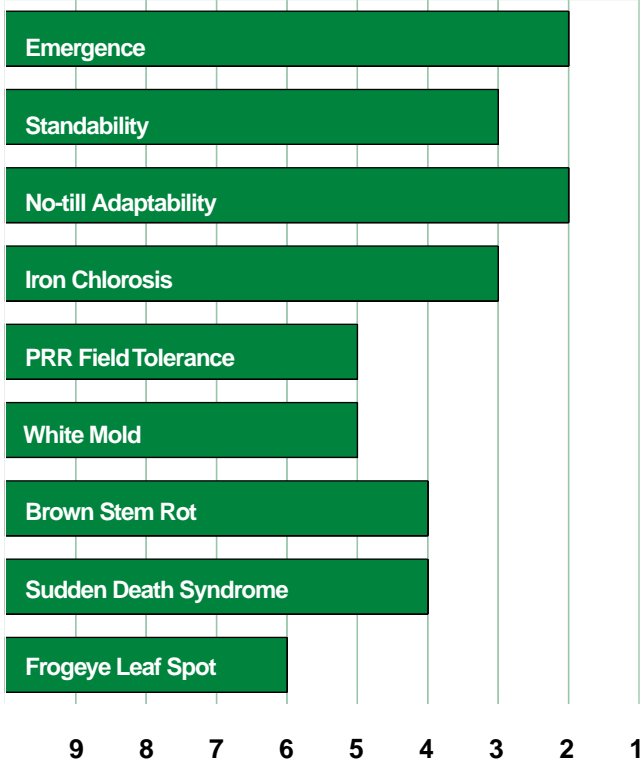 Emergence
Standability
No-till Adaptability
Iron Chlorosis
PRR Field Tolerance
White Mold
Brown Stem Rot
Sudden Death Syndrome
Frogeye Leaf Spot
9 8 7 6 5 4 3 2 1